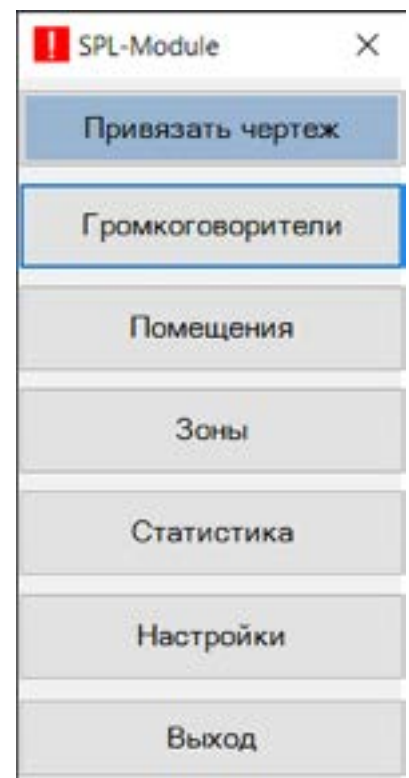 SPL-Module
Привязать чертеж
Громкоговорители
Помещения
Зоны
Статистика
Настройки
Выход